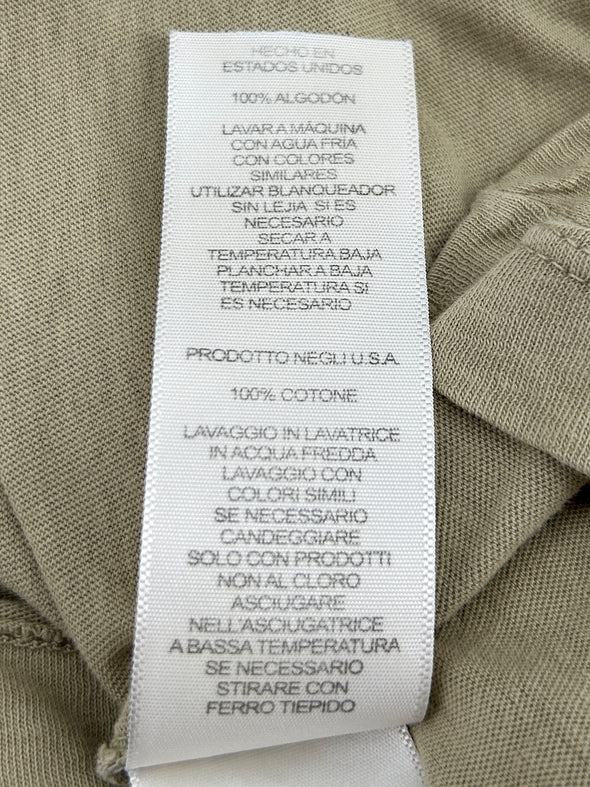 HECHO EN
ESTADOS UNIDOS
100% ALGODÓN
LAVAR A MÁQUINA
CON AGUA FRÍA
CON COLORES
SIMILARES
UTILIZAR BLANQUEADOR
SIN LEJIA SI ES
NECESARIO
SECAR A
TEMPERATURA BAJA
PLANCHAR A BAJA
TEMPERATURA SI
ES NECESARIO
PRODOTTO NEGLI U.S.A.
100% COTONE
LAVAGGIO IN LAVATRICE
IN ACQUA FREDDA
LAVAGGIO CON
COLORI SIMILI
SE NECESSARIO
CANDEGGIARE
SOLO CON PRODOTTI
NON AL CLORO
ASCIUGARE
NELL'ASCIUGATRICE
A BASSA TEMPERATURA
SE NECESSARIO
STIRARE CON
FERRO TIEPIDO